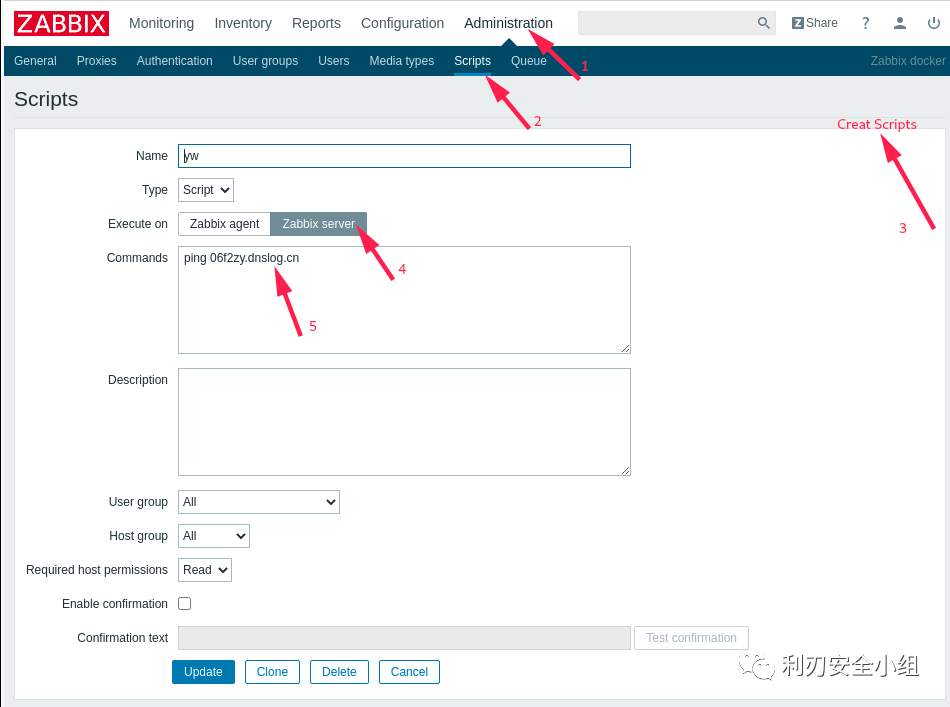 ZABBIX Monitoring Inventory Reports Configuration Administration Z Share ?
General Proxies Authentication User groups Users Media types Scripts Queue Zabbix docker
1
Scripts
2
Creat Scripts
3
Name yw
Type Script
Execute on Zabbix agent Zabbix server
4
Commands ping 06f2zy.dnslog.cn
5
Description
User group All
Host group All
Required host permissions Read
Enable confirmation
Confirmation text Test confirmation
Update Clone Delete Cancel
利刃安全小组